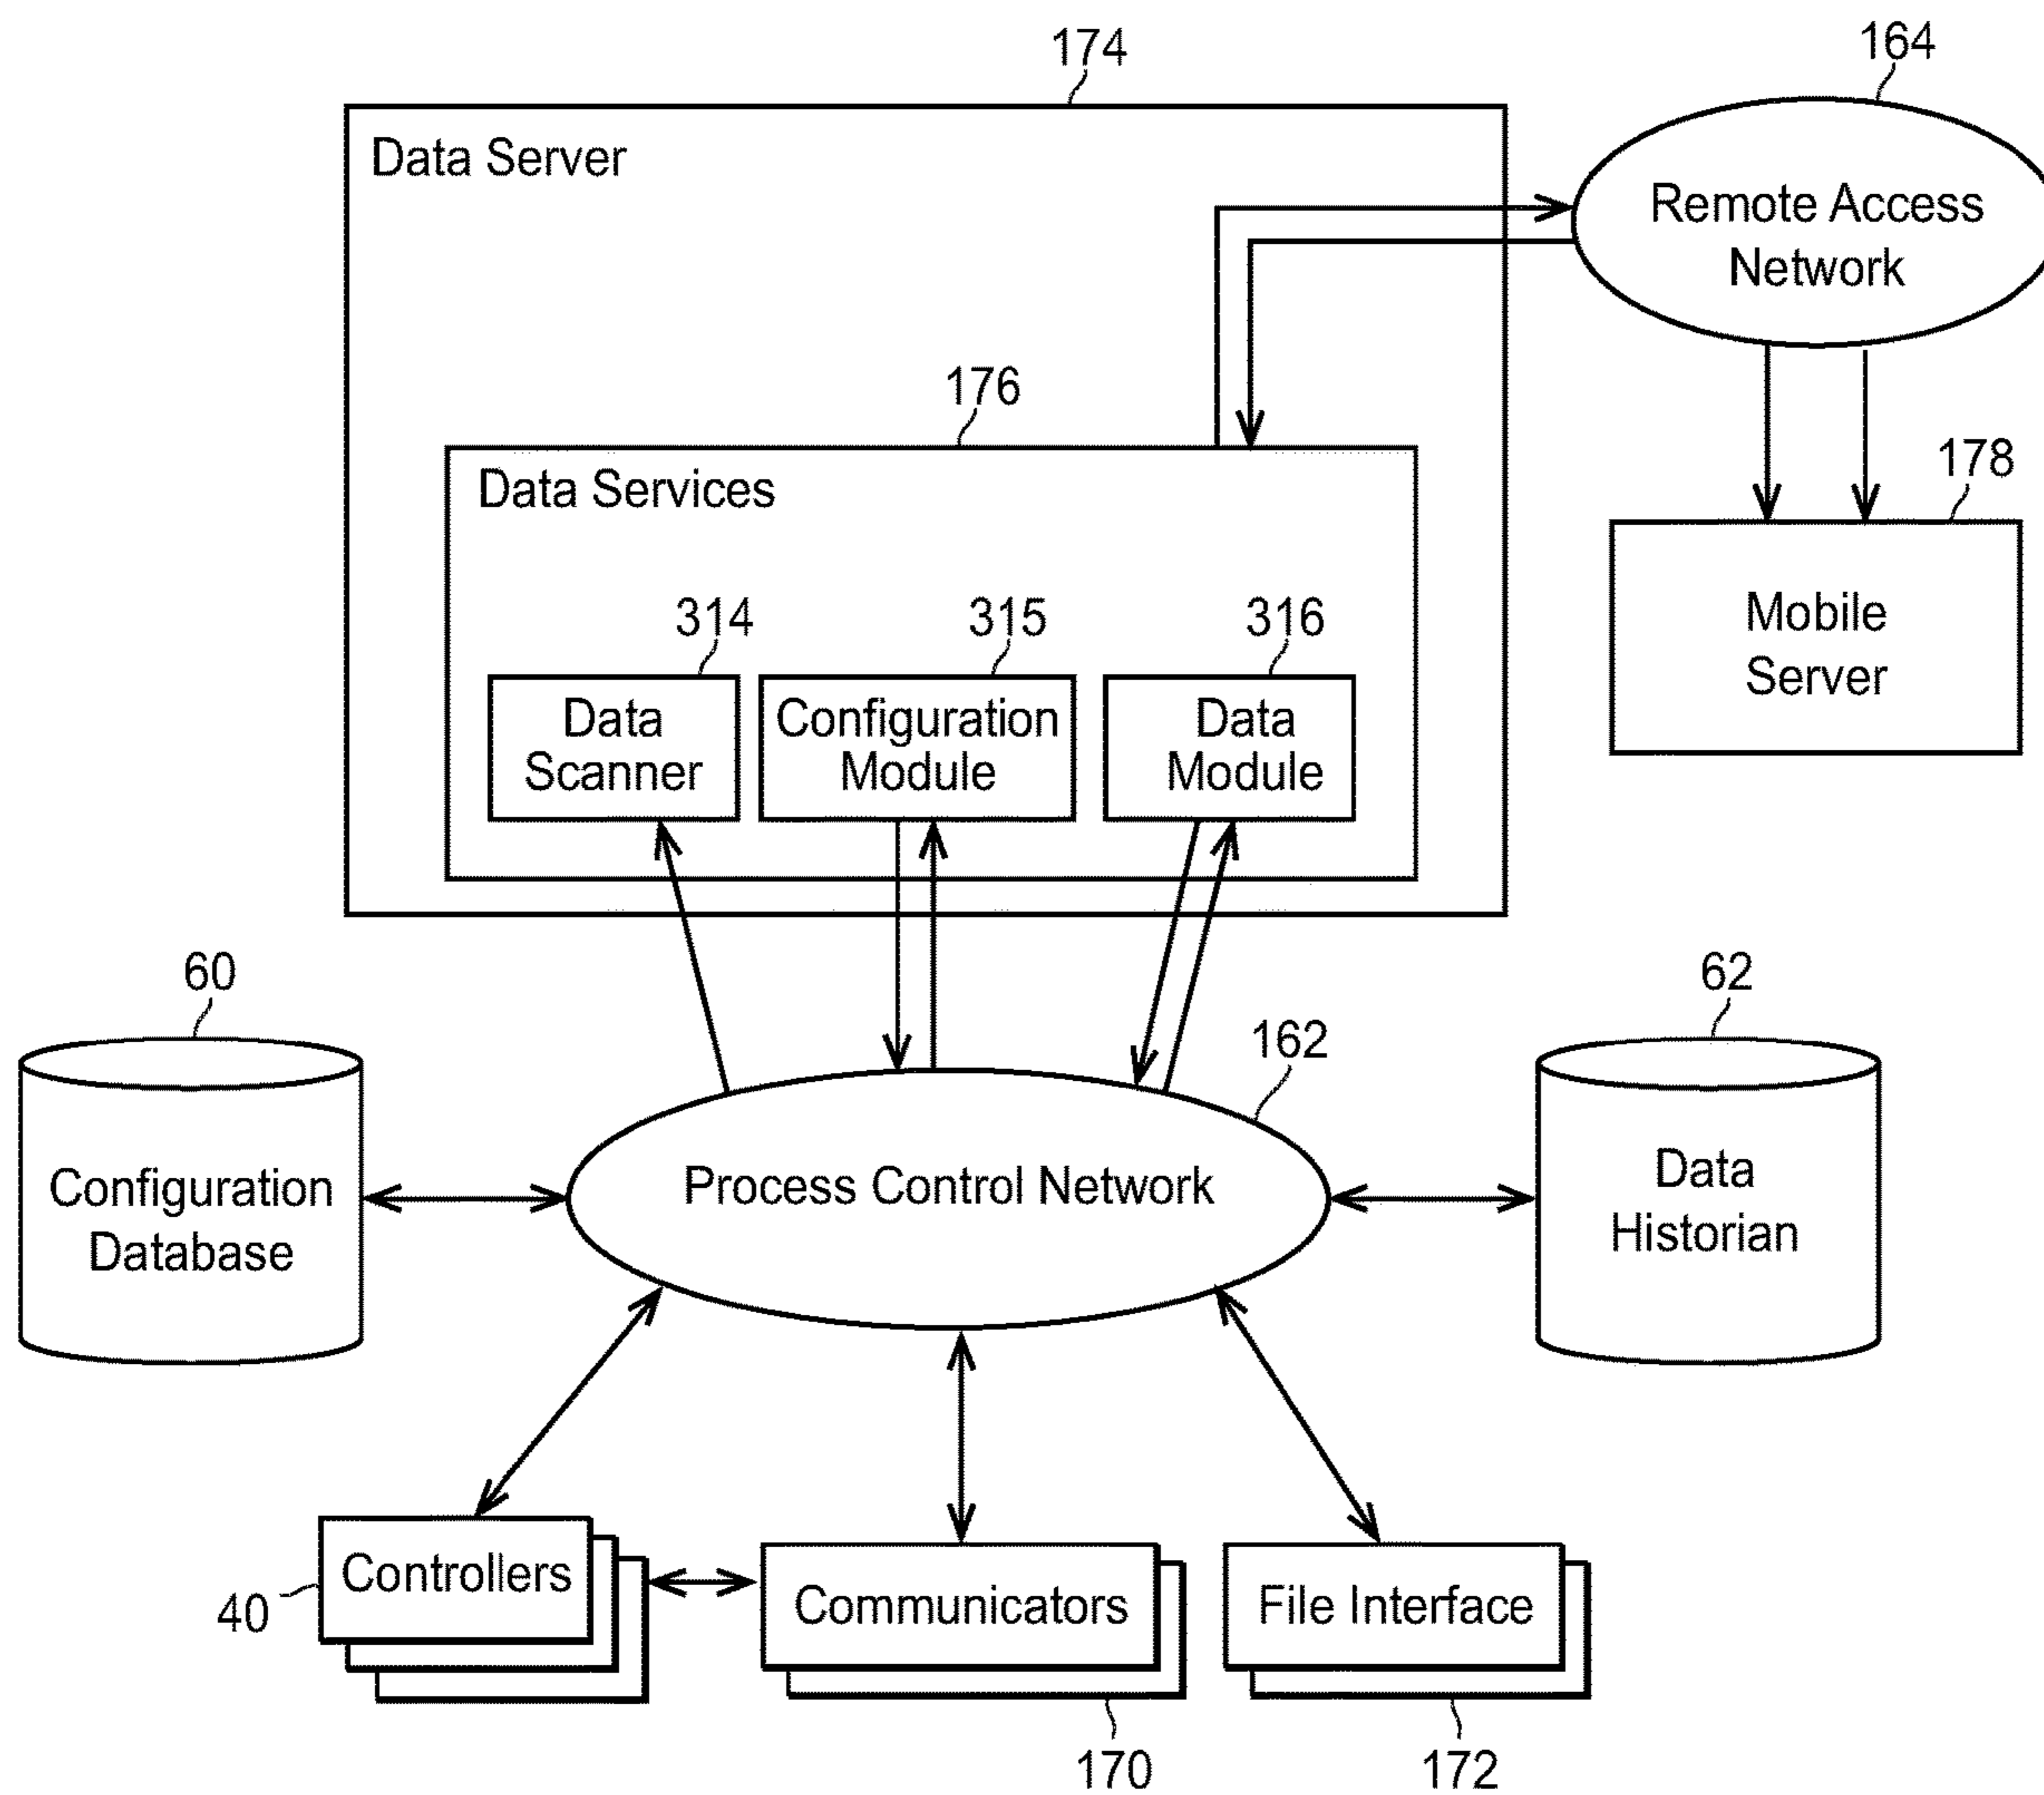 174
164
Data Server
Remote Access
Network
176
Data Services
178
Mobile
Server
314
315
316
Data
Scanner
Configuration
Module
Data
Module
60
62
162
Configuration
Database
Process Control Network
Data
Historian
Controllers
40
Communicators
File Interface
170
172